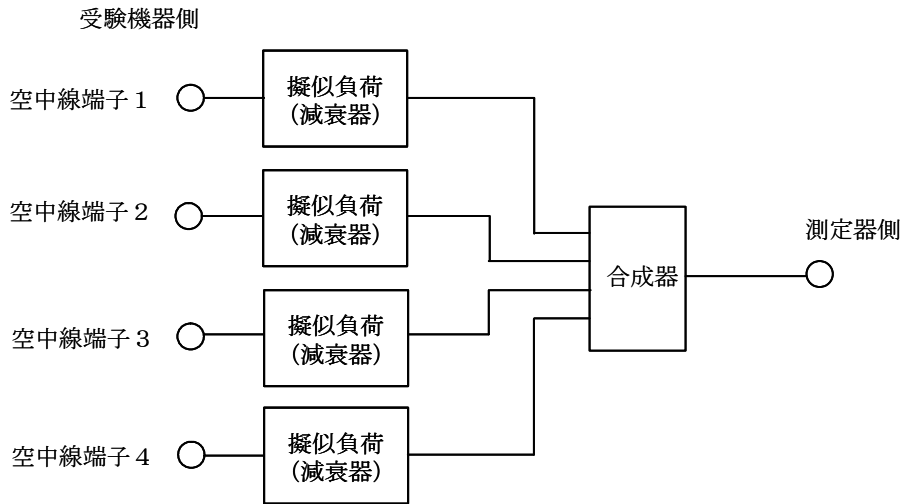 受験機器側
空中線端子1
擬似負荷
(減衰器)
空中線端子2
擬似負荷
(減衰器)
測定器側
合成器
空中線端子3
擬似負荷
(減衰器)
空中線端子4
擬似負荷
(減衰器)